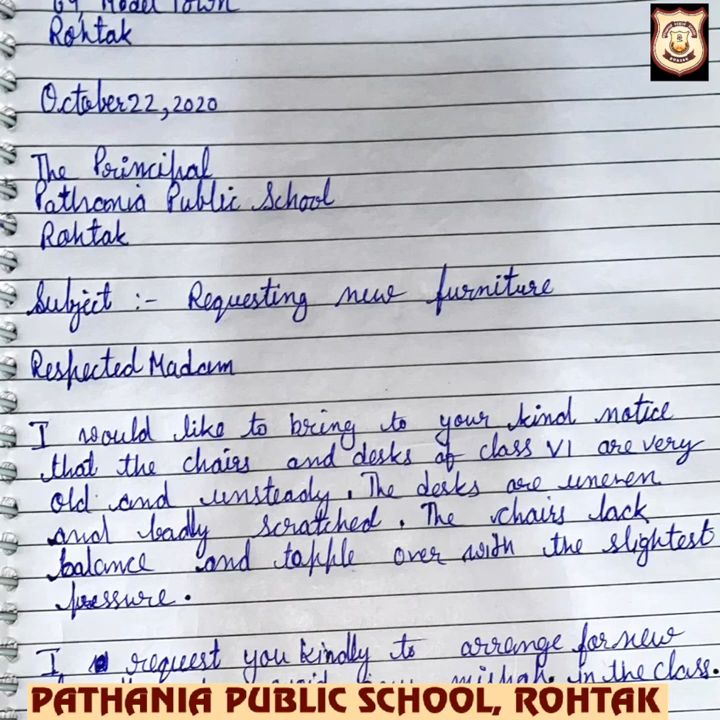 Model Town
Rohtak
October 22, 2020
The Principal
Pathania Public School
Rohtak
Subject :- Requesting new furniture
Respected Madam
I would like to bring to your kind notice
that the chairs and desks of class VI are very
old and unsteady. The desks are uneven
and badly scratched. The chairs lack
balance and topple over with the slightest
pressure.
I request you kindly to arrange for new
mishap in the class.
PATHANIA PUBLIC SCHOOL, ROHTAK